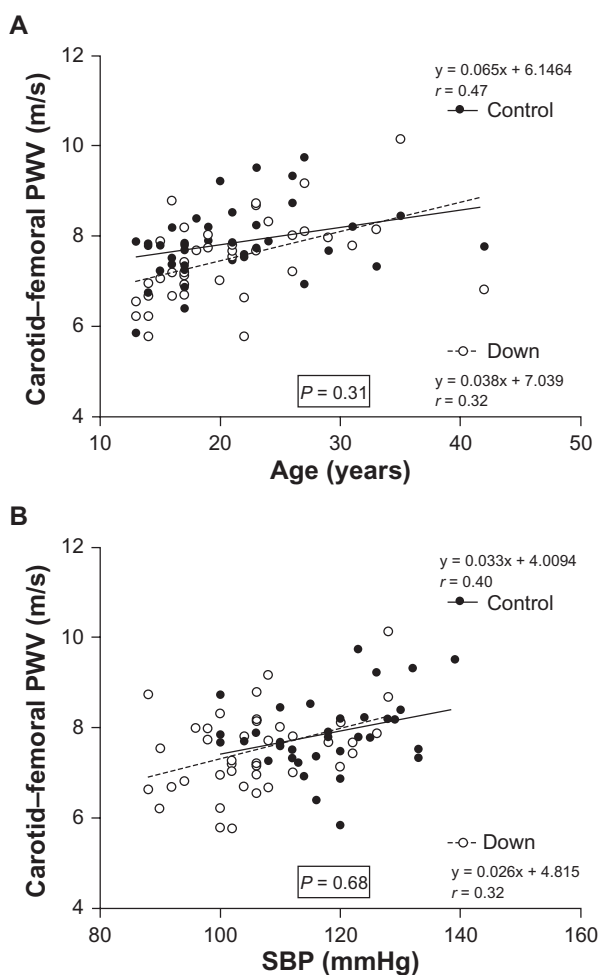 A
Carotid–femoral PWV (m/s)
12
10
8
6
4
y = 0.065x + 6.1464
r = 0.47
Control
Down
y = 0.038x + 7.039
r = 0.32
P = 0.31
10
20
30
40
50
Age (years)
B
Carotid–femoral PWV (m/s)
12
10
8
6
4
y = 0.033x + 4.0094
r = 0.40
Control
Down
y = 0.026x + 4.815
r = 0.32
P = 0.68
80
100
120
140
160
SBP (mmHg)